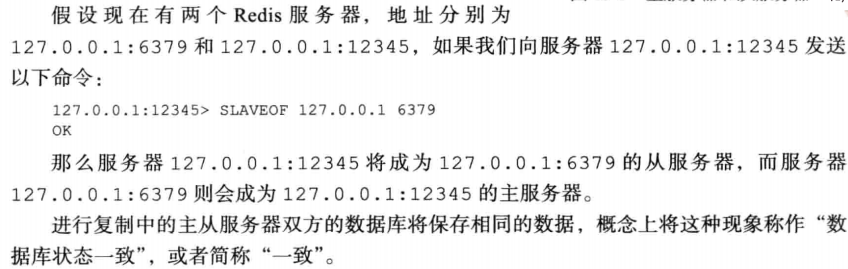 假设现在有两个 Redis 服务器，地址分别为
127.0.0.1:6379 和 127.0.0.1:12345，如果我们向服务器 127.0.0.1:12345 发送
以下命令：
127.0.0.1:12345> SLAVEOF 127.0.0.1 6379
OK
那么服务器 127.0.0.1:12345 将成为 127.0.0.1:6379 的从服务器，而服务器
127.0.0.1:6379 则会成为 127.0.0.1:12345 的主服务器。
进行复制中的主从服务器双方的数据库将保存相同的数据，概念上将这种现象称作“数
据库状态一致”，或者简称“一致”。